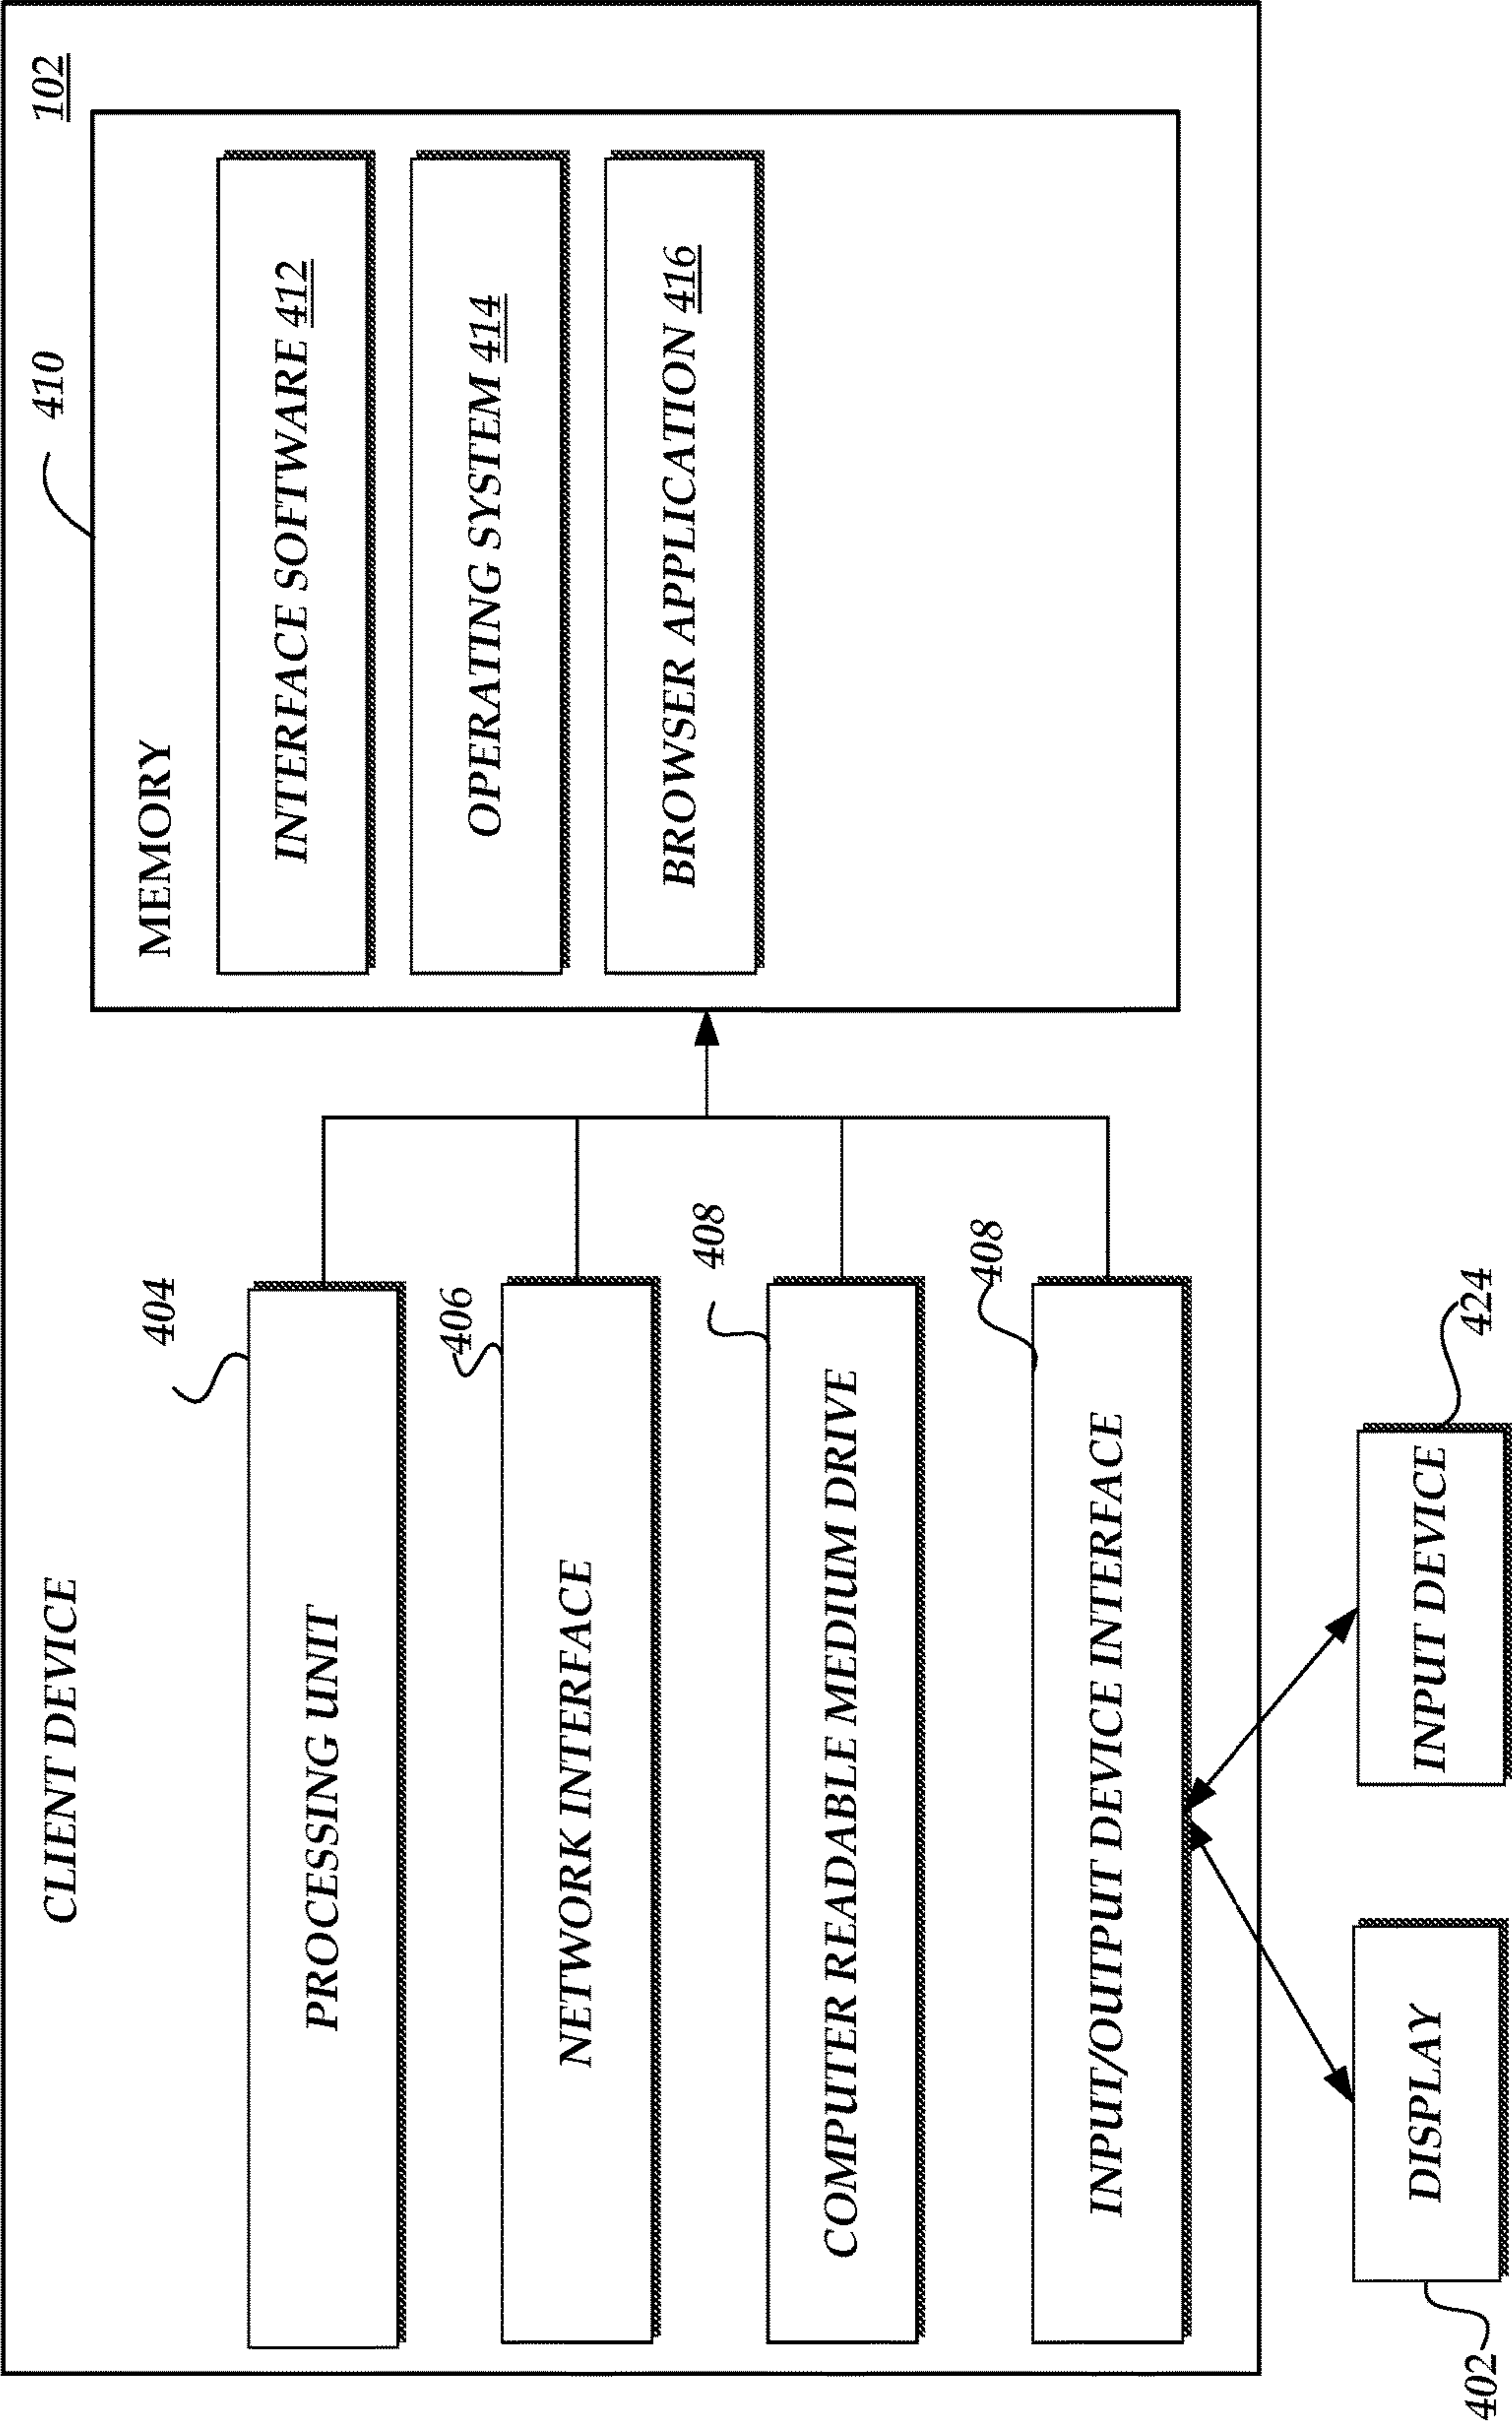 CLIENT DEVICE
102
404
PROCESSING UNIT
406
NETWORK INTERFACE
408
COMPUTER READABLE MEDIUM DRIVE
408
INPUT/OUTPUT DEVICE INTERFACE
410
MEMORY
INTERFACE SOFTWARE 412
OPERATING SYSTEM 414
BROWSER APPLICATION 416
402
DISPLAY
INPUT DEVICE
424